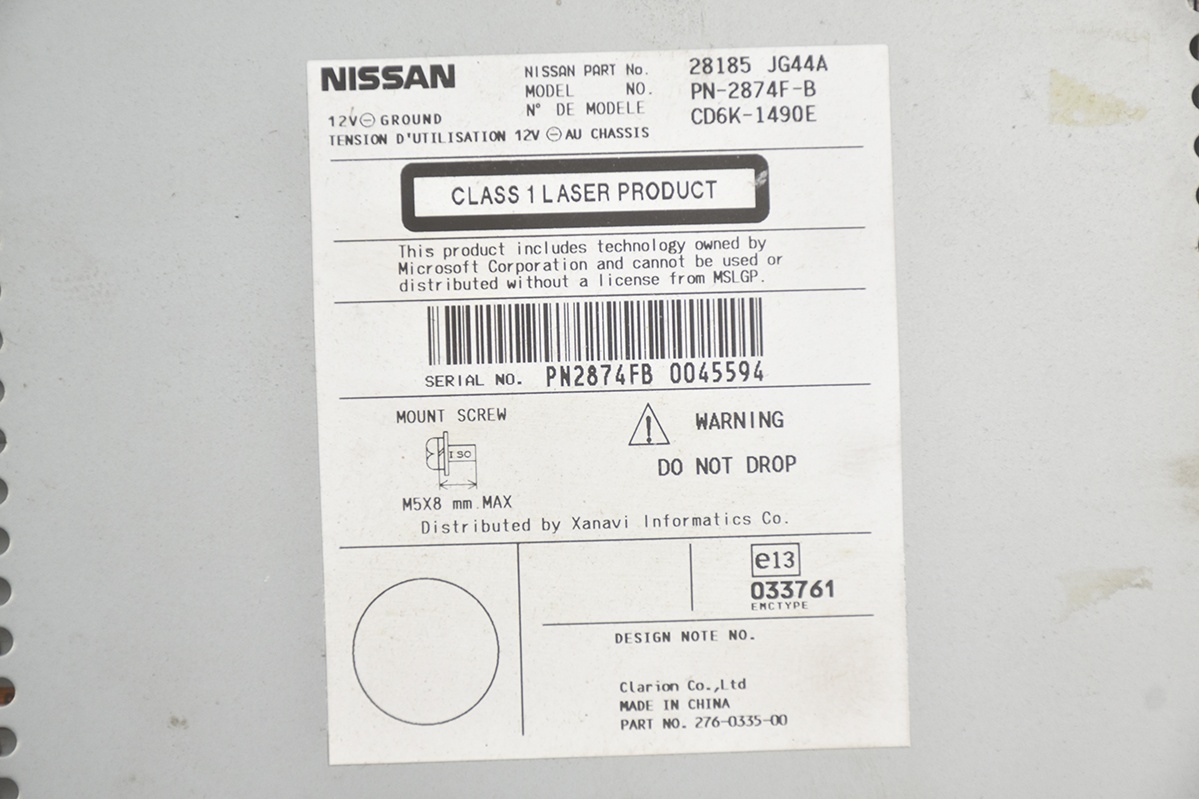 NISSAN
NISSAN PART No. 28185 JG44A
MODEL NO. PN-2874F-B
N° DE MODELE CD6K-1490E
12V⊖GROUND
TENSION D'UTILISATION 12V ⊖AU CHASSIS
CLASS 1 LASER PRODUCT
This product includes technology owned by
Microsoft Corporation and cannot be used or
distributed without a license from MSLGP.
SERIAL NO. PN2874FB 0045594
MOUNT SCREW
ISO
M5X8 mm MAX
WARNING
DO NOT DROP
Distributed by Xanavi Informatics Co.
e13
033761
EMCTYPE
DESIGN NOTE NO.
Clarion Co.,Ltd
MADE IN CHINA
PART NO. 276-0335-00